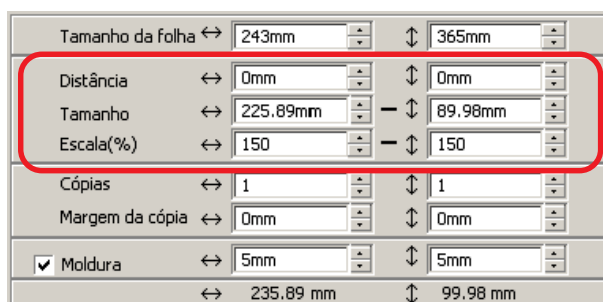 Tamanho da folha ↔ 243mm ↕ 365mm
Distância ↔ 0mm ↕ 0mm
Tamanho ↔ 225.89mm – ↕ 89.98mm
Escala(%) ↔ 150 – ↕ 150
Cópias ↔ 1 ↕ 1
Margem da cópia ↔ 0mm ↕ 0mm
Moldura ↔ 5mm ↕ 5mm
↔ 235.89 mm ↕ 99.98 mm